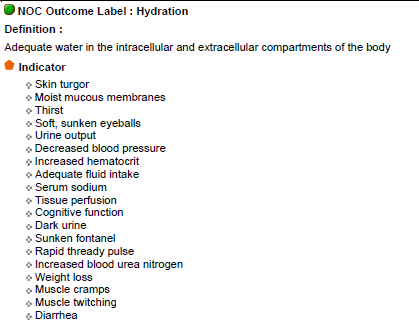 NOC Outcome Label : Hydration
Definition :
Adequate water in the intracellular and extracellular compartments of the body
Indicator
Skin turgor
Moist mucous membranes
Thirst
Soft, sunken eyeballs
Urine output
Decreased blood pressure
Increased hematocrit
Adequate fluid intake
Serum sodium
Tissue perfusion
Cognitive function
Dark urine
Sunken fontanel
Rapid thready pulse
Increased blood urea nitrogen
Weight loss
Muscle cramps
Muscle twitching
Diarrhea